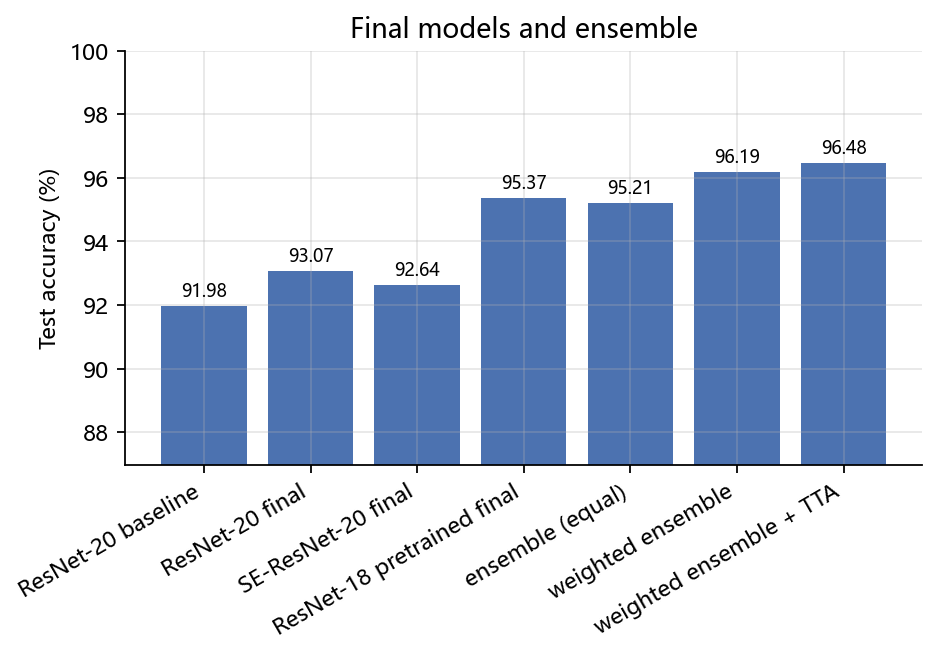 Final models and ensemble
Test accuracy (%)
100
98
96
94
92
90
88
91.98
93.07
92.64
95.37
95.21
96.19
96.48
ResNet-20 baseline
ResNet-20 final
SE-ResNet-20 final
ResNet-18 pretrained final
ensemble (equal)
weighted ensemble
weighted ensemble + TTA